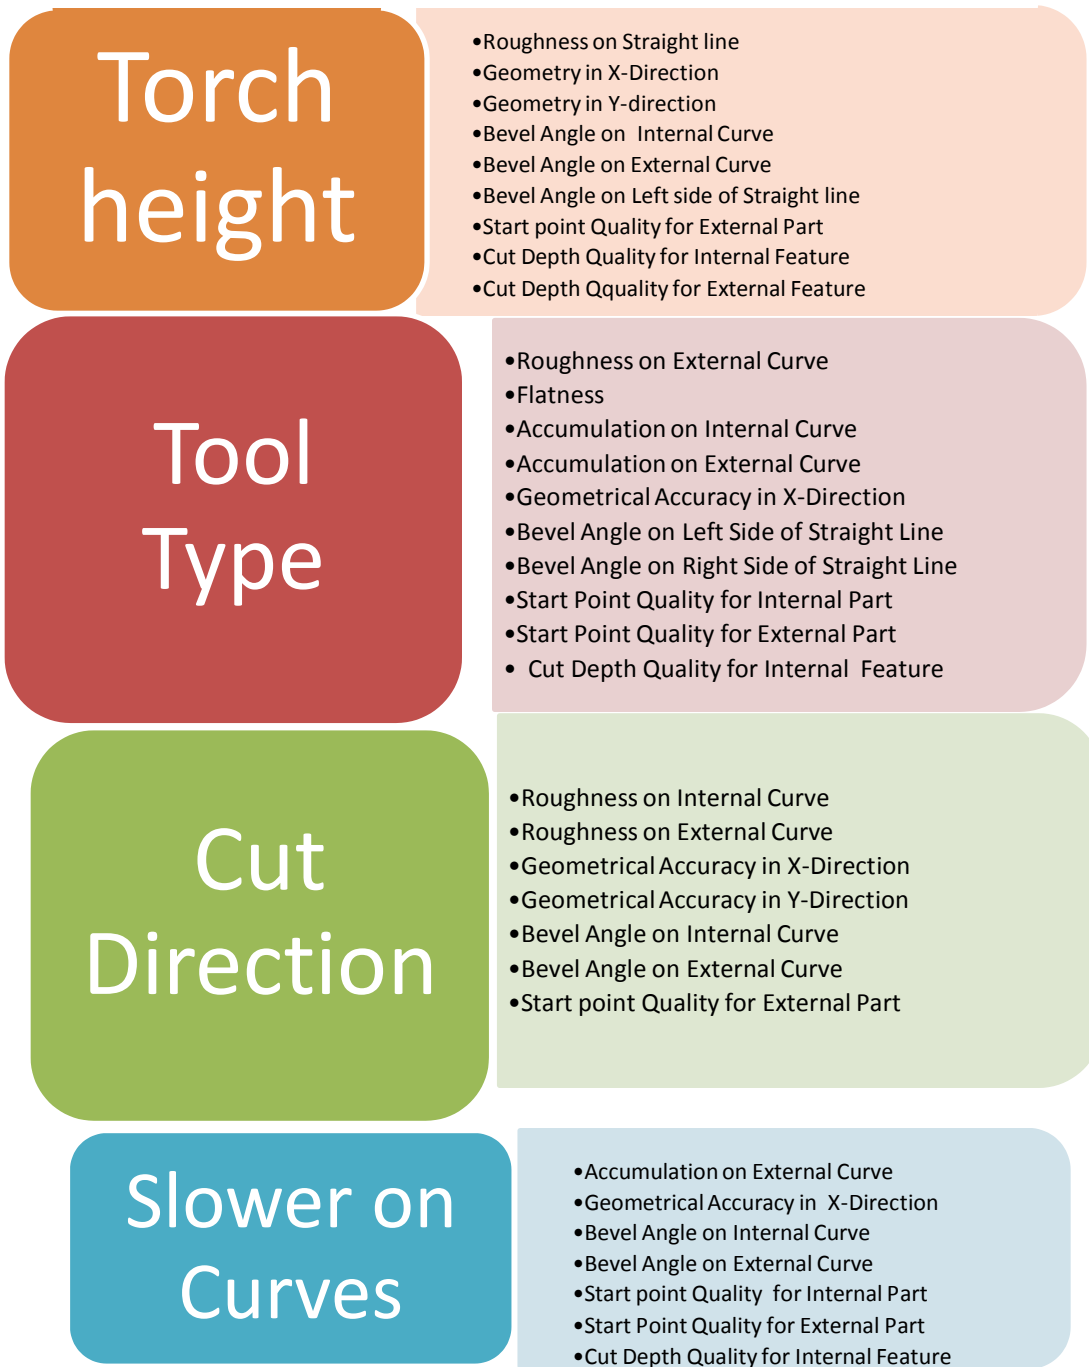 Torch
height
•Roughness on Straight line
•Geometry in X-Direction
•Geometry in Y-direction
•Bevel Angle on Internal Curve
•Bevel Angle on External Curve
•Bevel Angle on Left side of Straight line
•Start point Quality for External Part
•Cut Depth Quality for Internal Feature
•Cut Depth Qquality for External Feature
Tool
Type
•Roughness on External Curve
•Flatness
•Accumulation on Internal Curve
•Accumulation on External Curve
•Geometrical Accuracy in X-Direction
•Bevel Angle on Left Side of Straight Line
•Bevel Angle on Right Side of Straight Line
•Start Point Quality for Internal Part
•Start Point Quality for External Part
• Cut Depth Quality for Internal Feature
Cut
Direction
•Roughness on Internal Curve
•Roughness on External Curve
•Geometrical Accuracy in X-Direction
•Geometrical Accuracy in Y-Direction
•Bevel Angle on Internal Curve
•Bevel Angle on External Curve
•Start point Quality for External Part
Slower on
Curves
•Accumulation on External Curve
•Geometrical Accuracy in X-Direction
•Bevel Angle on Internal Curve
•Bevel Angle on External Curve
•Start point Quality for Internal Part
•Start Point Quality for External Part
•Cut Depth Quality for Internal Feature